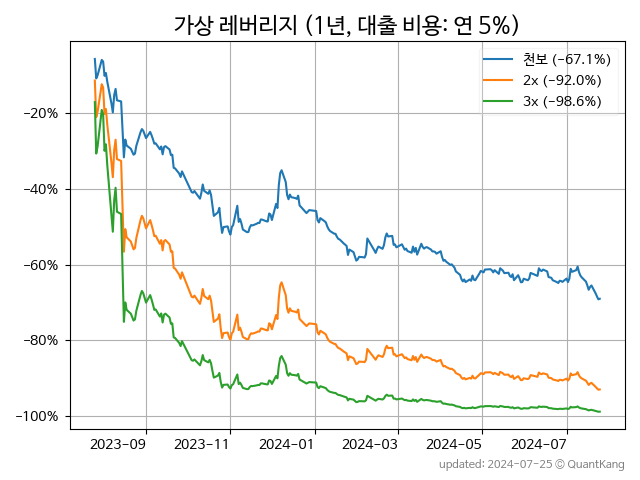 가상 레버리지 (1년, 대출 비용: 연 5%)
천보 (−67.1%)
2x (−92.0%)
3x (−98.6%)
−20%
−40%
−60%
−80%
−100%
2023-09 2023-11 2024-01 2024-03 2024-05 2024-07
updated: 2024-07-25 © QuantKang